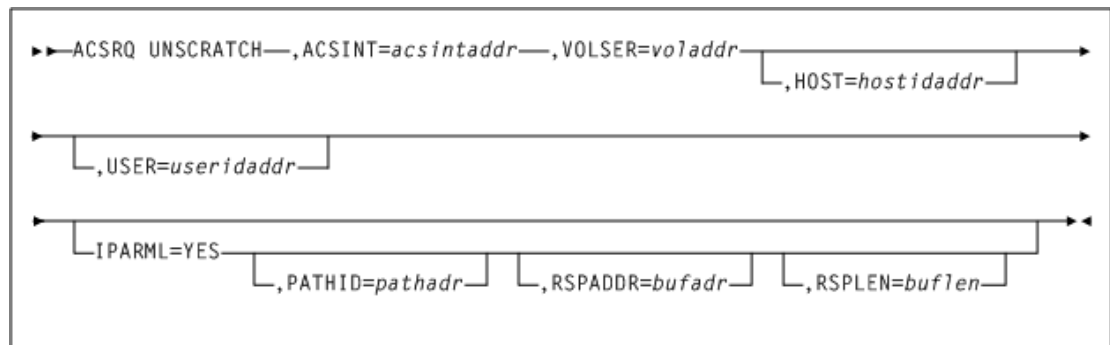 ACSRQ UNSCRATCH ,ACSINT=acsintaddr ,VOLSER=voladdr
,HOST=hostidaddr
,USER=useridaddr
IPARML=YES
,PATHID=pathadr ,RSPADDR=bufadr ,RSPLEN=buflen